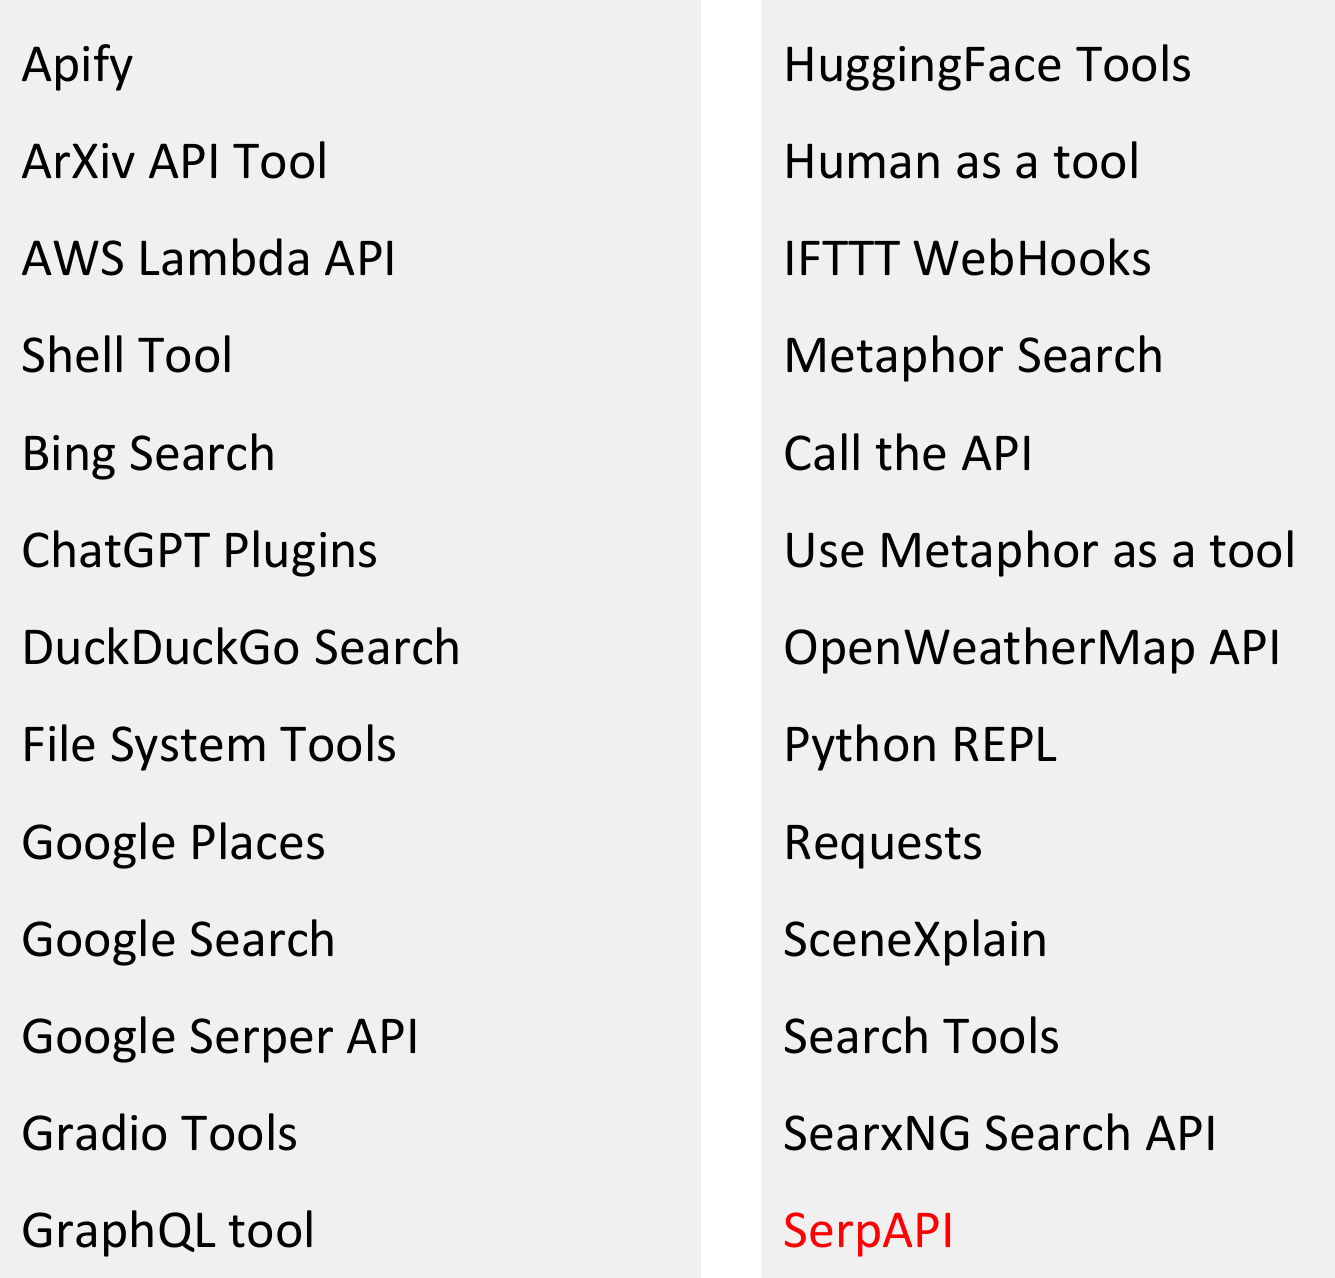 Apify
ArXiv API Tool
AWS Lambda API
Shell Tool
Bing Search
ChatGPT Plugins
DuckDuckGo Search
File System Tools
Google Places
Google Search
Google Serper API
Gradio Tools
GraphQL tool
HuggingFace Tools
Human as a tool
IFTTT WebHooks
Metaphor Search
Call the API
Use Metaphor as a tool
OpenWeatherMap API
Python REPL
Requests
SceneXplain
Search Tools
SearxNG Search API
SerpAPI